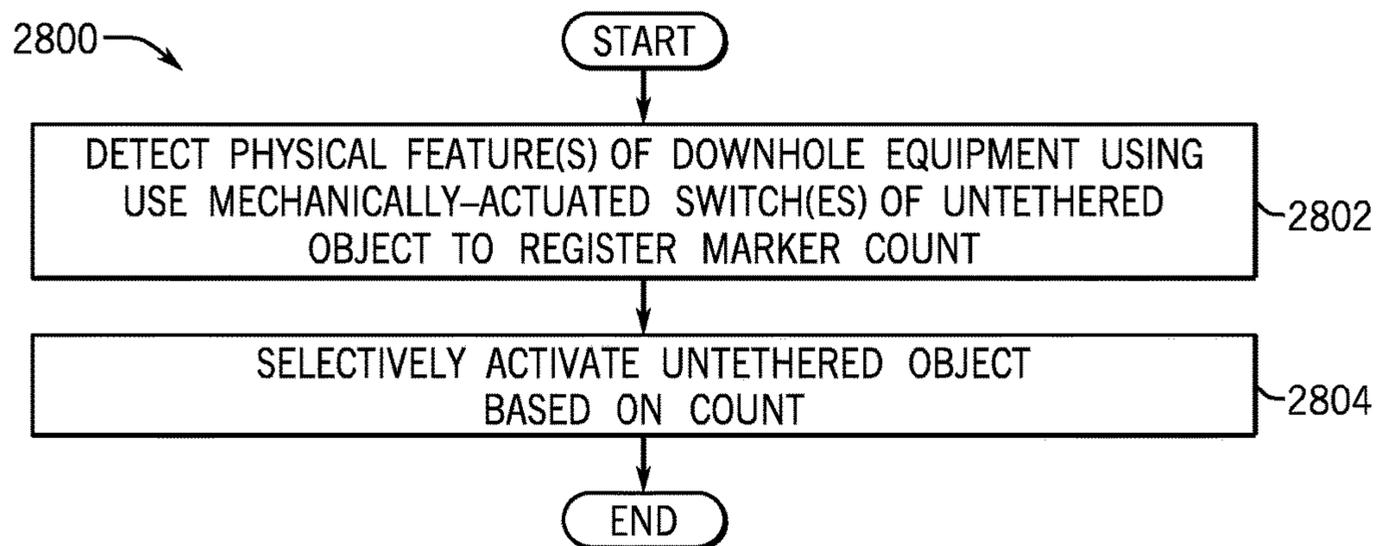 2800
START
DETECT PHYSICAL FEATURE(S) OF DOWNHOLE EQUIPMENT USING
USE MECHANICALLY–ACTUATED SWITCH(ES) OF UNTETHERED
OBJECT TO REGISTER MARKER COUNT
2802
SELECTIVELY ACTIVATE UNTETHERED OBJECT
BASED ON COUNT
2804
END